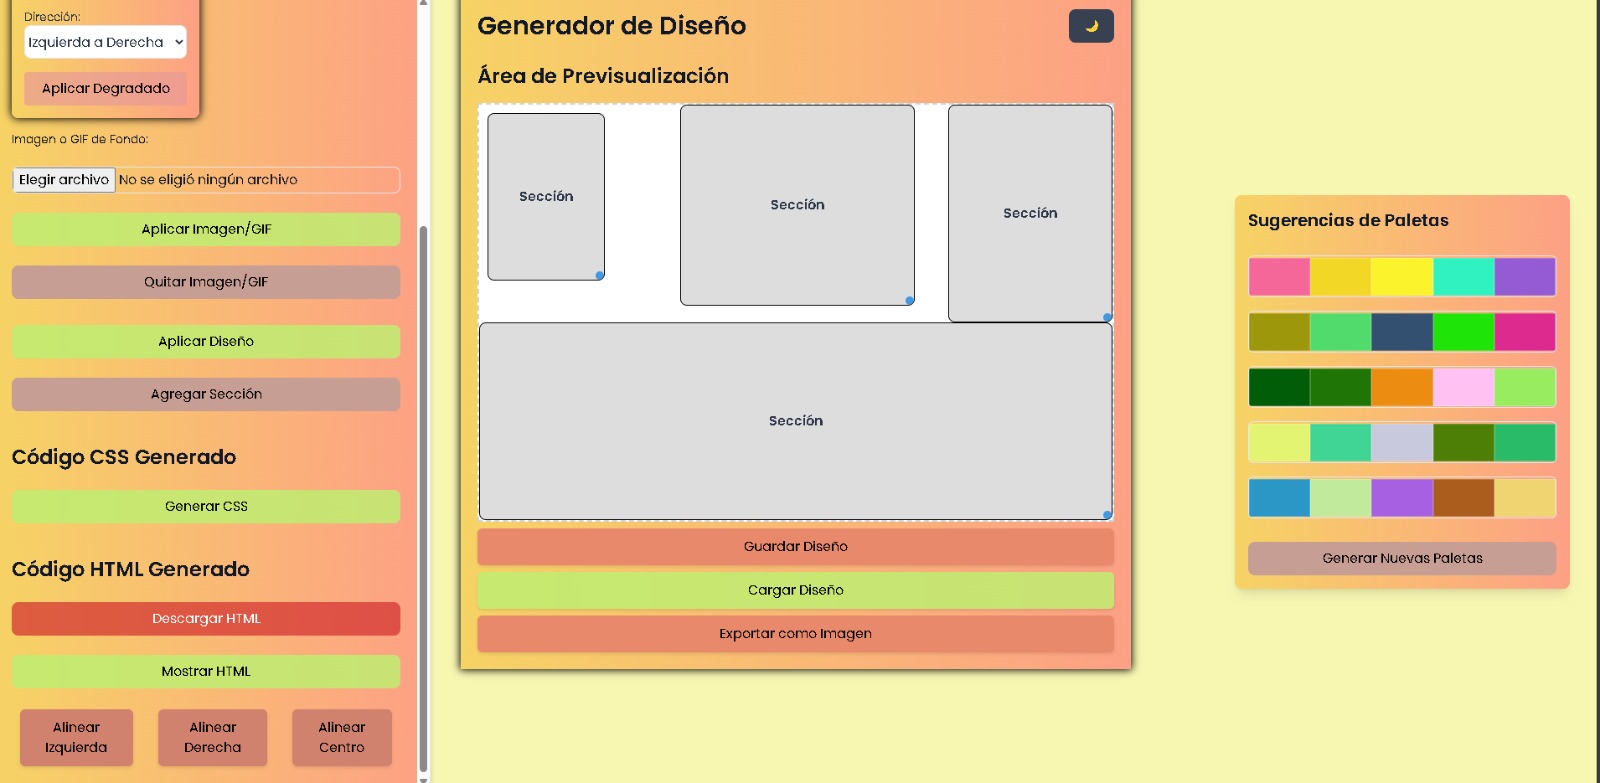 Dirección:
Izquierda a Derecha
Aplicar Degradado
Imagen o GIF de Fondo:
Elegir archivo No se eligió ningún archivo
Aplicar Imagen/GIF
Quitar Imagen/GIF
Aplicar Diseño
Agregar Sección
Código CSS Generado
Generar CSS
Código HTML Generado
Descargar HTML
Mostrar HTML
Alinear
Izquierda
Alinear
Derecha
Alinear
Centro
Generador de Diseño
Área de Previsualización
Sección
Sección
Sección
Sección
Guardar Diseño
Cargar Diseño
Exportar como Imagen
Sugerencias de Paletas
Generar Nuevas Paletas